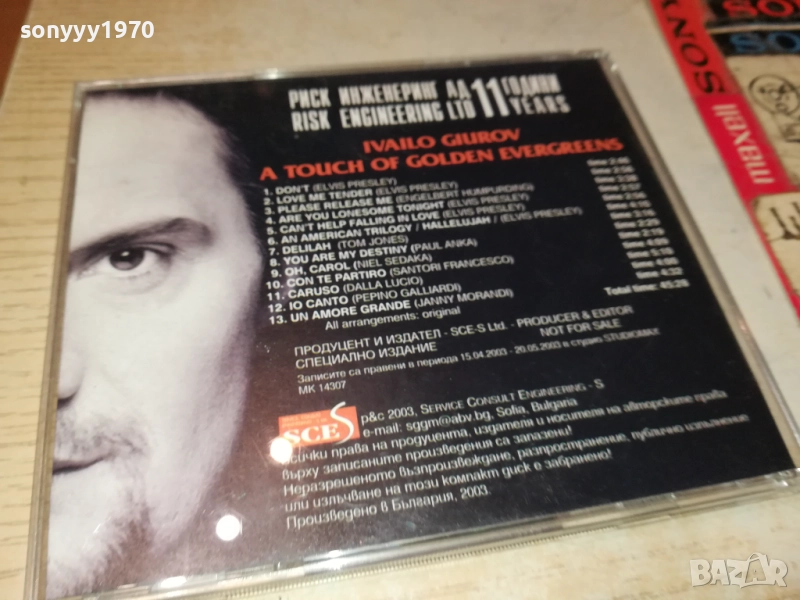 sonyyy1970
РИСК ИНЖЕНЕРИНГ АД 11 ГОДИНИ
RISK ENGINEERING LTD YEARS
IVAILO GIUROV
A TOUCH OF GOLDEN EVERGREENS
1. DON'T (ELVIS PRESLEY) time: 2:46
2. LOVE ME TENDER (ELVIS PRESLEY)
3. PLEASE RELEASE ME (ENGELBERT HUMPURDING)
4. ARE YOU LONESOME TONIGHT (ELVIS PRESLEY)
5. CAN'T HELP FALLING IN LOVE (ELVIS PRESLEY)
6. AN AMERICAN TRILOGY / HALLELUJAH / (ELVIS PRESLEY)
7. DELILAH (TOM JONES)
8. YOU ARE MY DESTINY (PAUL ANKA)
9. OH, CAROL (NIEL SEDAKA)
10. CON TE PARTIRO (SANTORI FRANCESCO)
11. CARUSO (DALLA LUCIO)
12. IO CANTO (PEPINO GALLIARDI)
13. UN AMORE GRANDE (JANNY MORANDI) time: 4:32
All arrangements: original Total time: 45:28
ПРОДУЦЕНТ И ИЗДАТЕЛ - SCE-S Ltd. - PRODUCER & EDITOR
СПЕЦИАЛНО ИЗДАНИЕ NOT FOR SALE
Записите са правени в периода 15.04.2003 - 20.05.2003 в студио STUDIOMAT
MK 14307
SCES
p&c 2003, SERVICE CONSULT ENGINEERING - S
e-mail: sggm@abv.bg, Sofia, Bulgaria
Всички права на продуцента, издателя и носителя на авторските права
върху записаните произведения са запазени!
Неразрешеното възпроизвеждане, разпространение, публично изпълнение
или излъчване на този компакт диск е забранено!
Произведено в България, 2003.
SONY
maxell
BAZAR